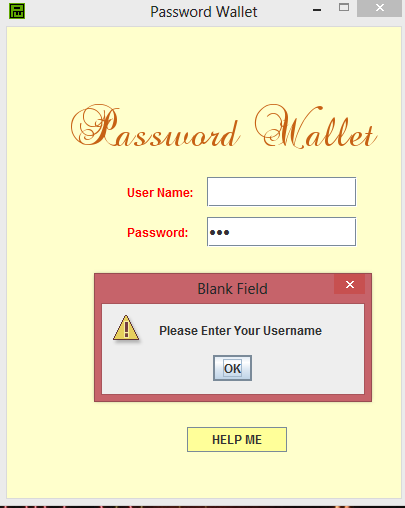 Password Wallet
Password Wallet
User Name:
Password:
Blank Field
Please Enter Your Username
OK
HELP ME